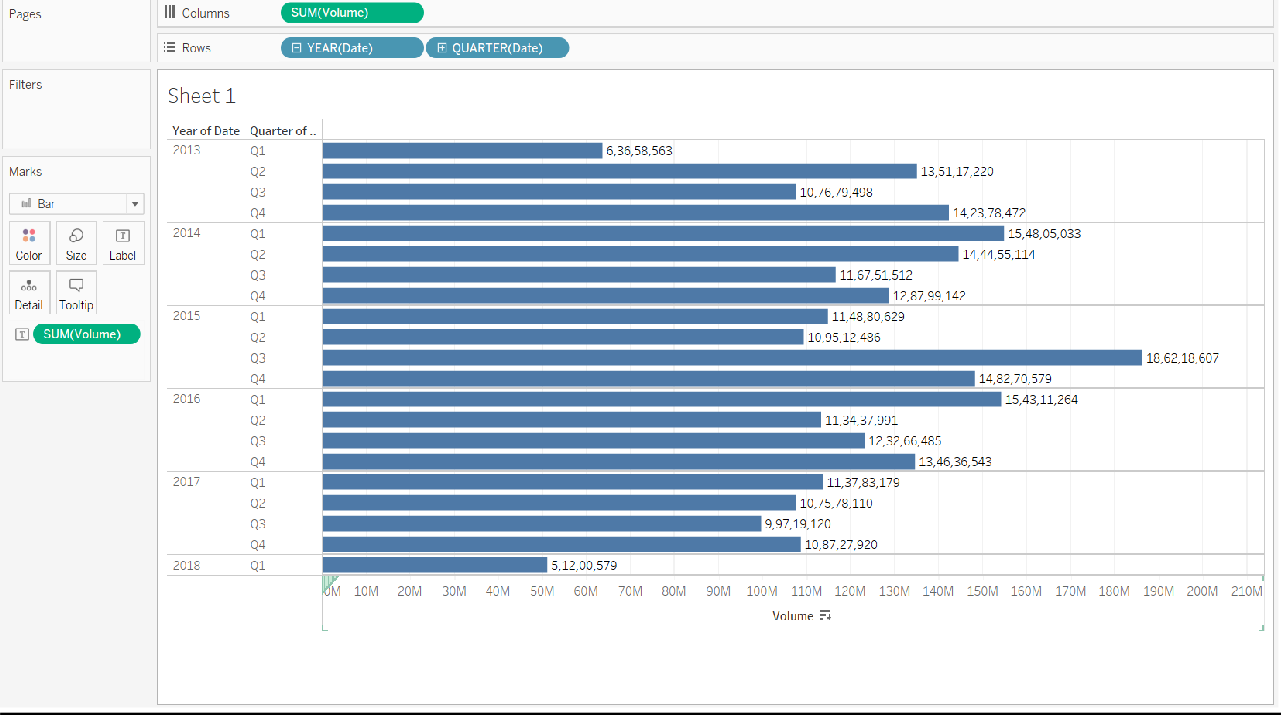 Pages
Columns SUM(Volume)
Rows YEAR(Date) QUARTER(Date)
Filters
Sheet 1
Year of Date Quarter of ..
2013 Q1 6,36,58,563
Q2 13,51,17,220
Q3 10,76,79,498
Q4 14,23,78,472
2014 Q1 15,48,05,033
Q2 14,44,55,114
Q3 11,67,51,512
Q4 12,87,99,142
2015 Q1 11,48,80,629
Q2 10,95,12,486
Q3 18,62,18,607
Q4 14,82,70,579
2016 Q1 15,43,11,264
Q2 11,34,37,991
Q3 12,32,66,485
Q4 13,46,36,543
2017 Q1 11,37,83,179
Q2 10,75,78,110
Q3 9,97,19,120
Q4 10,87,27,920
2018 Q1 5,12,00,579
0M 10M 20M 30M 40M 50M 60M 70M 80M 90M 100M 110M 120M 130M 140M 150M 160M 170M 180M 190M 200M 210M
Volume
Marks
Bar
Color Size Label
Detail Tooltip
SUM(Volume)